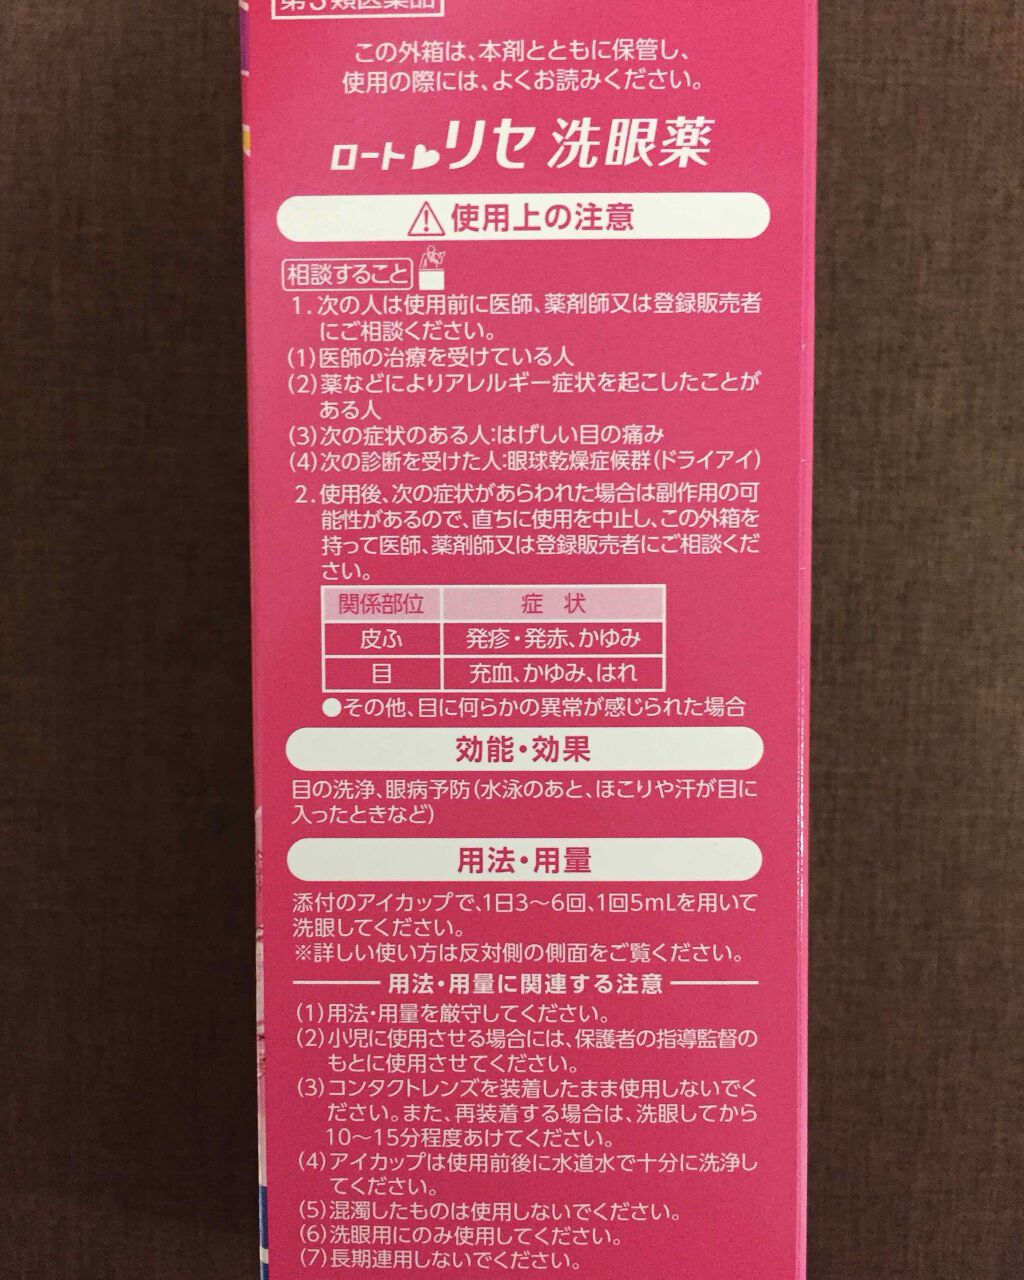 第3類医薬品
この外箱は、本剤とともに保管し、
使用の際には、よくお読みください。
ロートリセ 洗眼薬
使用上の注意
相談すること
1.次の人は使用前に医師、薬剤師又は登録販売者
にご相談ください。
(1)医師の治療を受けている人
(2)薬などによりアレルギー症状を起こしたことが
ある人
(3)次の症状のある人:はげしい目の痛み
(4)次の診断を受けた人:眼球乾燥症候群(ドライアイ)
2.使用後、次の症状があらわれた場合は副作用の可
能性があるので、直ちに使用を中止し、この外箱を
持って医師、薬剤師又は登録販売者にご相談くだ
さい。
関係部位 症 状
皮ふ 発疹・発赤、かゆみ
目 充血、かゆみ、はれ
●その他、目に何らかの異常が感じられた場合
効能・効果
目の洗浄、眼病予防(水泳のあと、ほこりや汗が目に
入ったときなど)
用法・用量
添付のアイカップで、1日3〜6回、1回5mLを用いて
洗眼してください。
※詳しい使い方は反対側の側面をご覧ください。
用法・用量に関連する注意
(1)用法・用量を厳守してください。
(2)小児に使用させる場合には、保護者の指導監督の
もとに使用させてください。
(3)コンタクトレンズを装着したまま使用しないでく
ださい。また、再装着する場合は、洗眼してから
10〜15分程度あけてください。
(4)アイカップは使用前後に水道水で十分に洗浄し
てください。
(5)混濁したものは使用しないでください。
(6)洗眼用にのみ使用してください。
(7)長期連用しないでください。